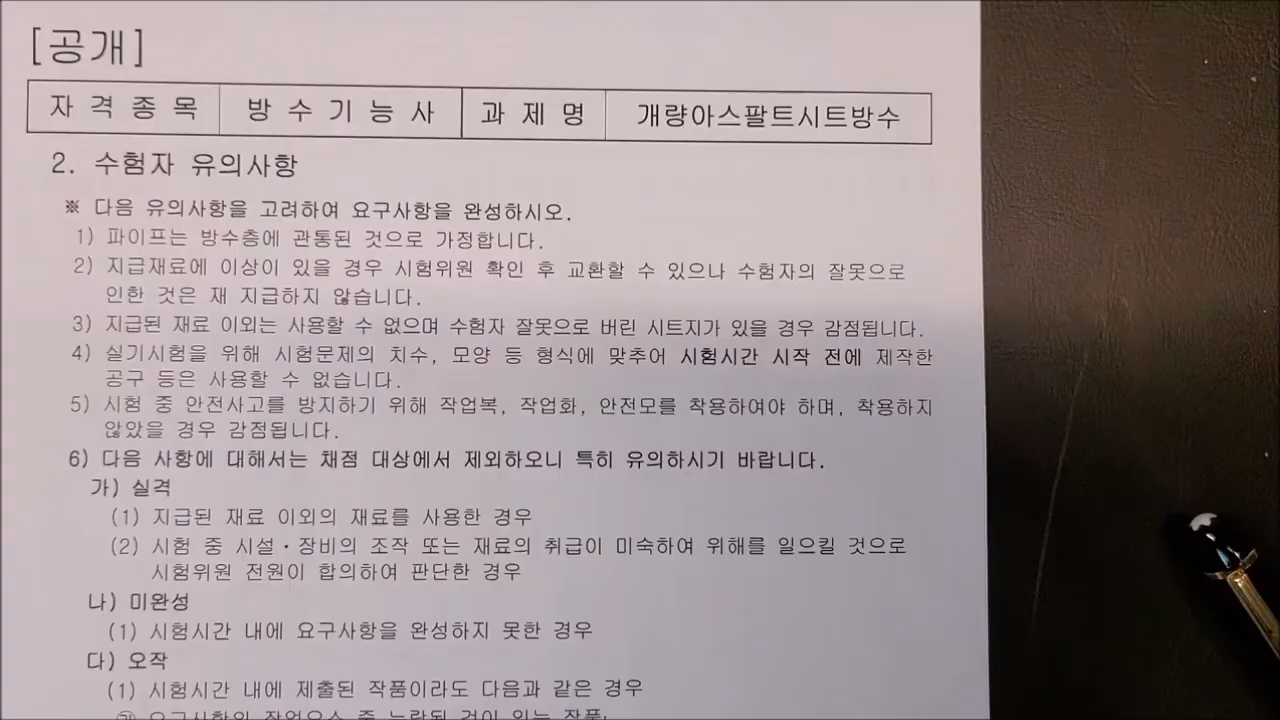 [공개]
자 격 종 목 방 수 기 능 사 과 제 명 개량아스팔트시트방수
2. 수험자 유의사항
※ 다음 유의사항을 고려하여 요구사항을 완성하시오.
1) 파이프는 방수층에 관통된 것으로 가정합니다.
2) 지급재료에 이상이 있을 경우 시험위원 확인 후 교환할 수 있으나 수험자의 잘못으로
인한 것은 재 지급하지 않습니다.
3) 지급된 재료 이외는 사용할 수 없으며 수험자 잘못으로 버린 시트지가 있을 경우 감점됩니다.
4) 실기시험을 위해 시험문제의 치수, 모양 등 형식에 맞추어 시험시간 시작 전에 제작한
공구 등은 사용할 수 없습니다.
5) 시험 중 안전사고를 방지하기 위해 작업복, 작업화, 안전모를 착용하여야 하며, 착용하지
않았을 경우 감점됩니다.
6) 다음 사항에 대해서는 채점 대상에서 제외하오니 특히 유의하시기 바랍니다.
가) 실격
(1) 지급된 재료 이외의 재료를 사용한 경우
(2) 시험 중 시설·장비의 조작 또는 재료의 취급이 미숙하여 위해를 일으킬 것으로
시험위원 전원이 합의하여 판단한 경우
나) 미완성
(1) 시험시간 내에 요구사항을 완성하지 못한 경우
다) 오작
(1) 시험시간 내에 제출된 작품이라도 다음과 같은 경우
㉮ 요구사항의 작업요소 중 누락된 것이 있는 작품